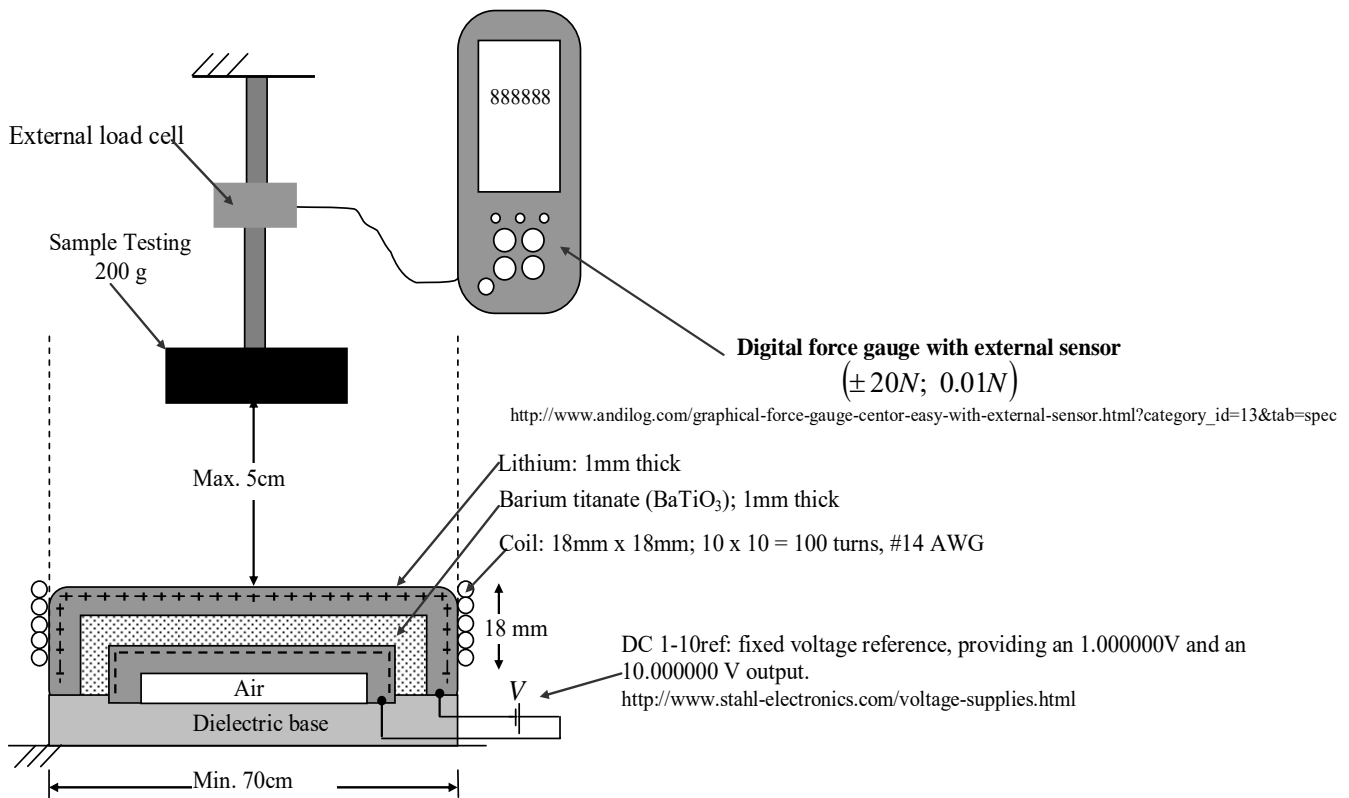 888888
External load cell
Sample Testing
200 g
Digital force gauge with external sensor
(± 20N; 0.01N)
http://www.andilog.com/graphical-force-gauge-centor-easy-with-external-sensor.html?category_id=13&tab=spec
Max. 5cm
Lithium: 1mm thick
Barium titanate (BaTiO₃); 1mm thick
Coil: 18mm x 18mm; 10 x 10 = 100 turns, #14 AWG
18 mm
DC 1-10ref: fixed voltage reference, providing an 1.000000V and an
10.000000 V output.
http://www.stahl-electronics.com/voltage-supplies.html
Air
V
Dielectric base
Min. 70cm